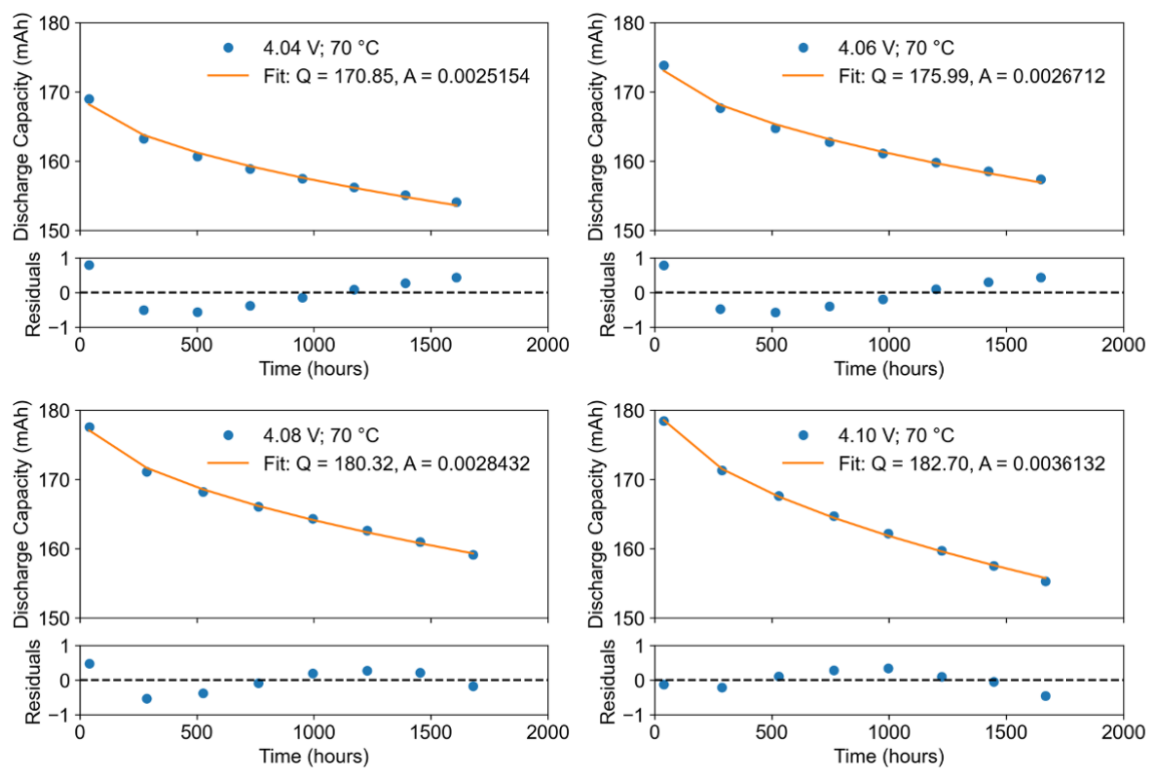 180
170
160
150
Discharge Capacity (mAh)
4.04 V; 70 °C
Fit: Q = 170.85, A = 0.0025154
1
0
−1
Residuals
0 500 1000 1500 2000
Time (hours)
180
170
160
150
Discharge Capacity (mAh)
4.06 V; 70 °C
Fit: Q = 175.99, A = 0.0026712
1
0
−1
Residuals
0 500 1000 1500 2000
Time (hours)
180
170
160
150
Discharge Capacity (mAh)
4.08 V; 70 °C
Fit: Q = 180.32, A = 0.0028432
1
0
−1
Residuals
0 500 1000 1500 2000
Time (hours)
180
170
160
150
Discharge Capacity (mAh)
4.10 V; 70 °C
Fit: Q = 182.70, A = 0.0036132
1
0
−1
Residuals
0 500 1000 1500 2000
Time (hours)